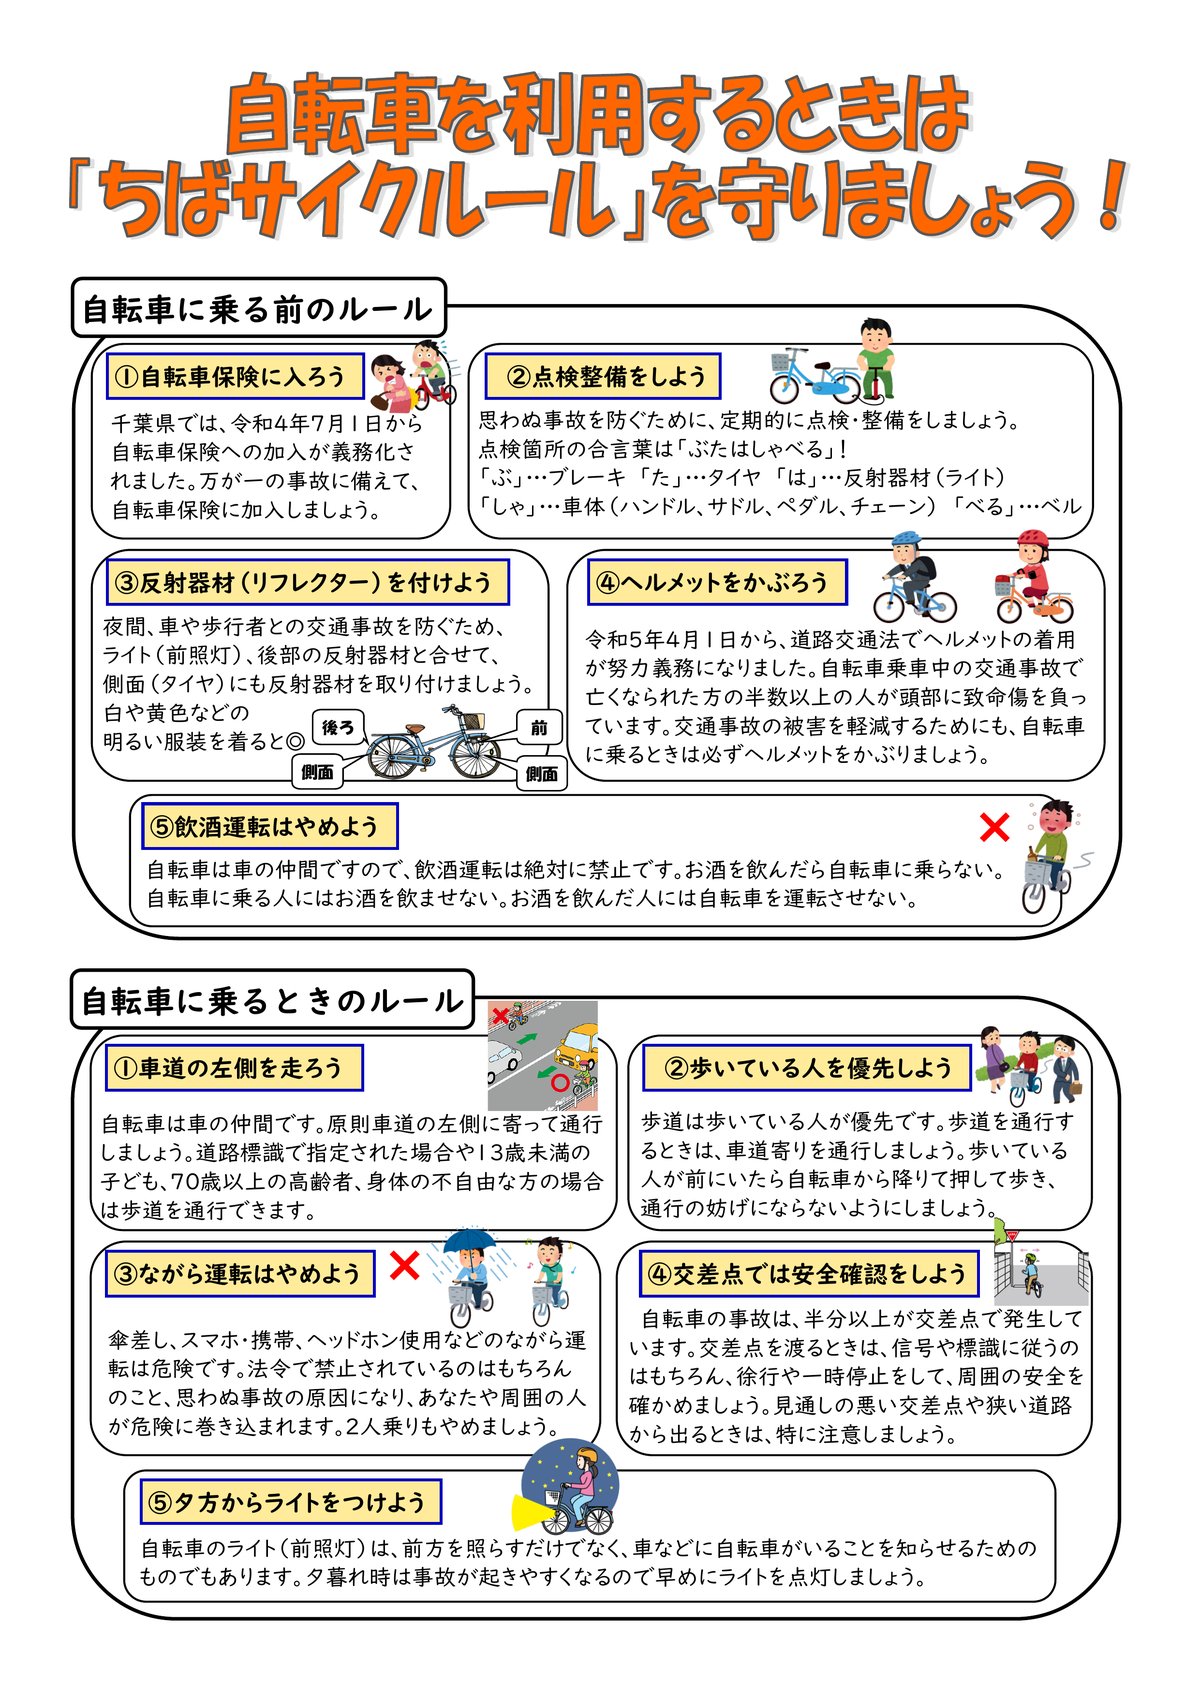 自転車を利用するときは
「ちばサイクルール」を守りましょう！
自転車に乗る前のルール
①自転車保険に入ろう
千葉県では、令和4年7月1日から
自転車保険への加入が義務化さ
れました。万が一の事故に備えて、
自転車保険に加入しましょう。
②点検整備をしよう
思わぬ事故を防ぐために、定期的に点検・整備をしましょう。
点検箇所の合言葉は「ぶたはしゃべる」！
「ぶ」…ブレーキ 「た」…タイヤ 「は」…反射器材（ライト）
「しゃ」…車体（ハンドル、サドル、ペダル、チェーン） 「べる」…ベル
③反射器材（リフレクター）を付けよう
夜間、車や歩行者との交通事故を防ぐため、
ライト（前照灯）、後部の反射器材と合せて、
側面（タイヤ）にも反射器材を取り付けましょう。
白や黄色などの
明るい服装を着ると◎
後ろ
前
側面
側面
④ヘルメットをかぶろう
令和5年4月1日から、道路交通法でヘルメットの着用
が努力義務になりました。自転車乗車中の交通事故で
亡くなられた方の半数以上の人が頭部に致命傷を負っ
ています。交通事故の被害を軽減するためにも、自転車
に乗るときは必ずヘルメットをかぶりましょう。
⑤飲酒運転はやめよう
自転車は車の仲間ですので、飲酒運転は絶対に禁止です。お酒を飲んだら自転車に乗らない。
自転車に乗る人にはお酒を飲ませない。お酒を飲んだ人には自転車を運転させない。
自転車に乗るときのルール
①車道の左側を走ろう
自転車は車の仲間です。原則車道の左側に寄って通行
しましょう。道路標識で指定された場合や13歳未満の
子ども、70歳以上の高齢者、身体の不自由な方の場合
は歩道を通行できます。
②歩いている人を優先しよう
歩道は歩いている人が優先です。歩道を通行す
るときは、車道寄りを通行しましょう。歩いている
人が前にいたら自転車から降りて押して歩き、
通行の妨げにならないようにしましょう。
③ながら運転はやめよう
傘差し、スマホ・携帯、ヘッドホン使用などのながら運
転は危険です。法令で禁止されているのはもちろん
のこと、思わぬ事故の原因になり、あなたや周囲の人
が危険に巻き込まれます。2人乗りもやめましょう。
④交差点では安全確認をしよう
自転車の事故は、半分以上が交差点で発生して
います。交差点を渡るときは、信号や標識に従うの
はもちろん、徐行や一時停止をして、周囲の安全を
確かめましょう。見通しの悪い交差点や狭い道路
から出るときは、特に注意しましょう。
⑤夕方からライトをつけよう
自転車のライト（前照灯）は、前方を照らすだけでなく、車などに自転車がいることを知らせるための
ものでもあります。夕暮れ時は事故が起きやすくなるので早めにライトを点灯しましょう。